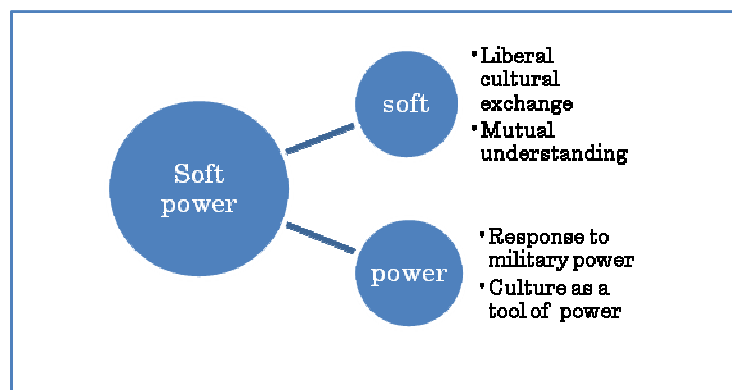 Soft
power
soft
• Liberal
cultural
exchange
• Mutual
understanding
power
• Response to
military power
• Culture as a
tool of power